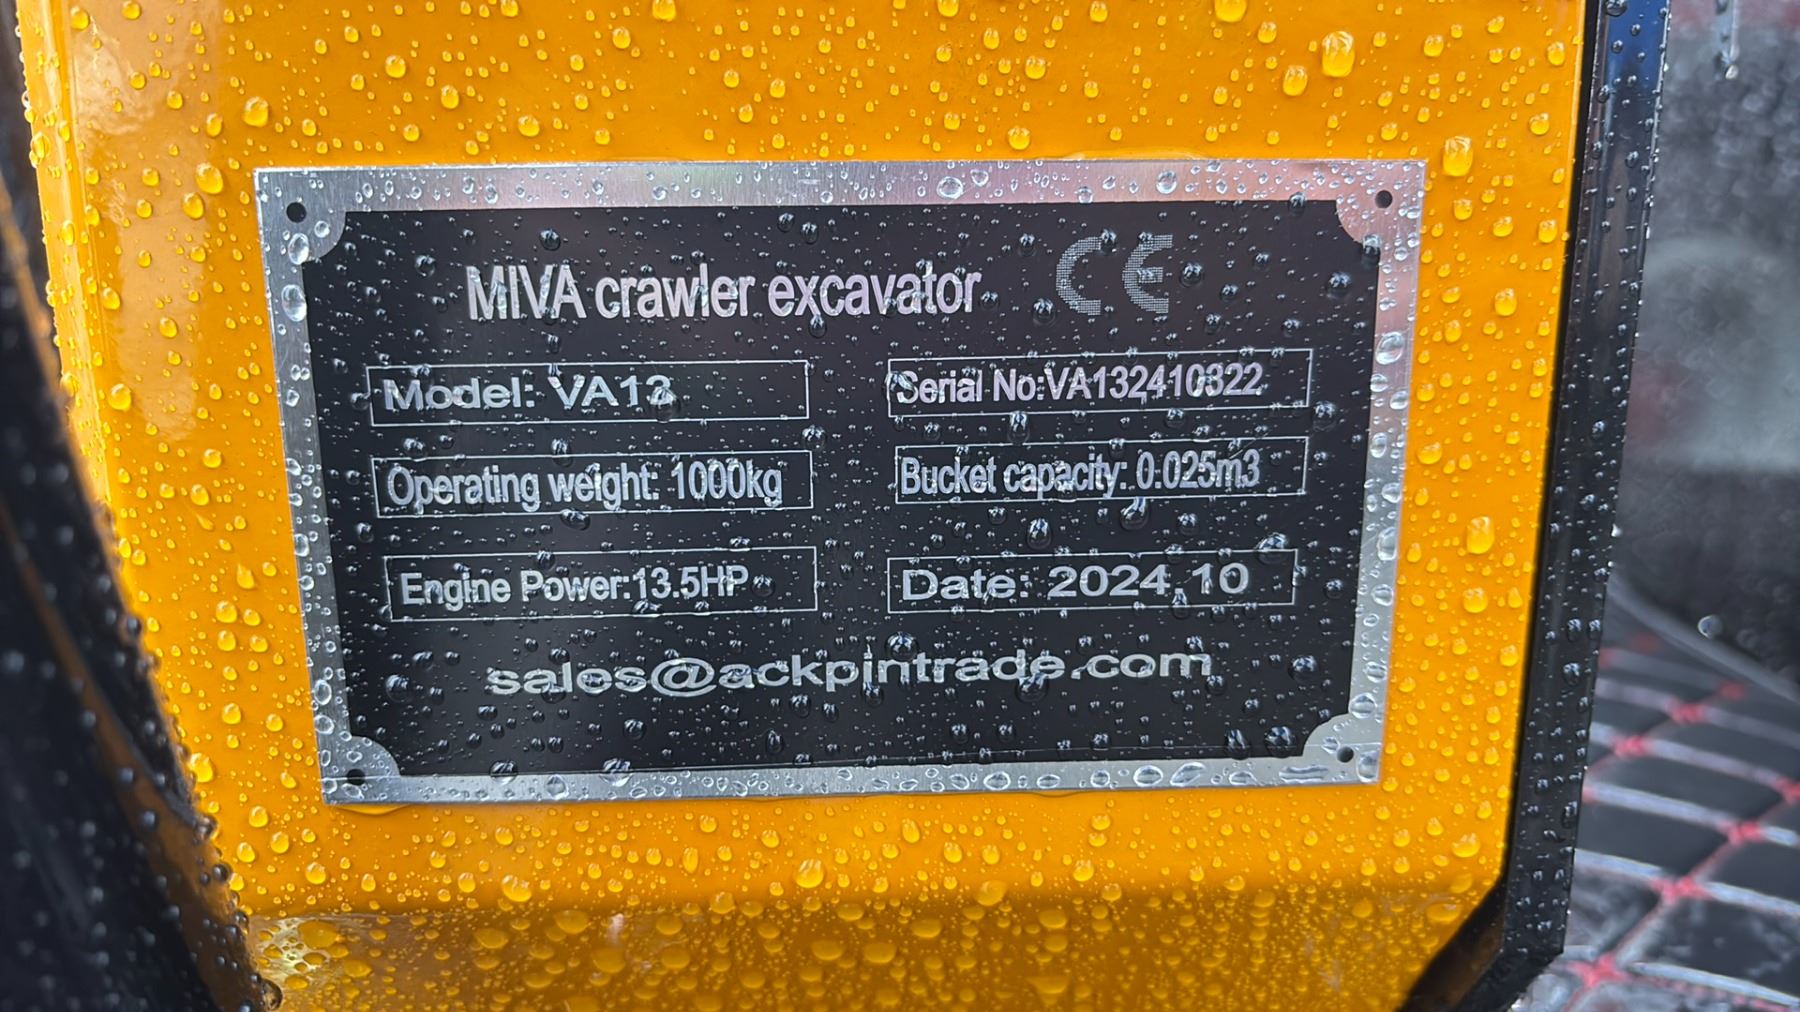 MIVA crawler excavator CE
Model: VA13 Serial No:VA132410322
Operating weight: 1000kg Bucket capacity: 0.025m3
Engine Power:13.5HP Date: 2024.10
sales@ackpintrade.com